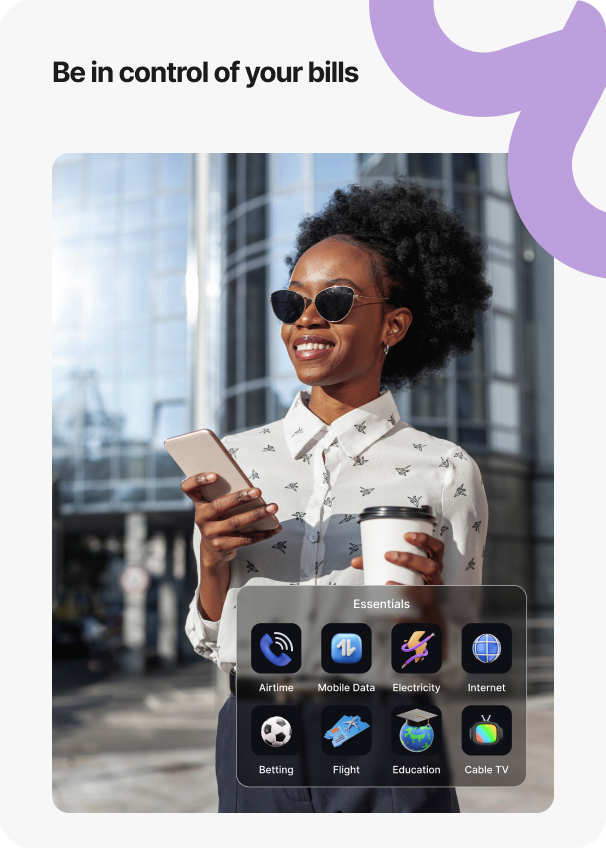 Be in control of your bills
Essentials
Airtime Mobile Data Electricity Internet
Betting Flight Education Cable TV